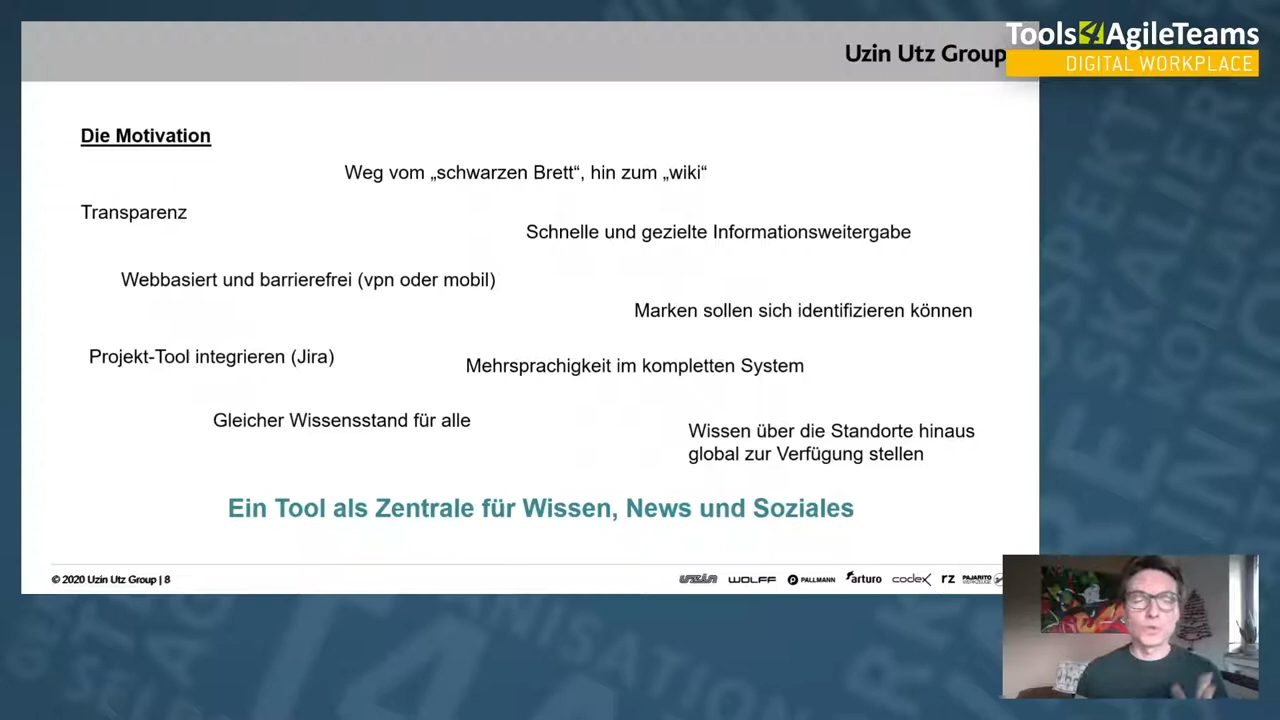 Tools4AgileTeams
DIGITAL WORKPLACE
Uzin Utz Group
Die Motivation
Weg vom „schwarzen Brett“, hin zum „wiki“
Transparenz
Schnelle und gezielte Informationsweitergabe
Webbasiert und barrierefrei (vpn oder mobil)
Marken sollen sich identifizieren können
Projekt-Tool integrieren (Jira)
Mehrsprachigkeit im kompletten System
Gleicher Wissensstand für alle
Wissen über die Standorte hinaus
global zur Verfügung stellen
Ein Tool als Zentrale für Wissen, News und Soziales
© 2020 Uzin Utz Group | 8
UZIN WOLFF PALLMANN arturo codex rz PAJARITO